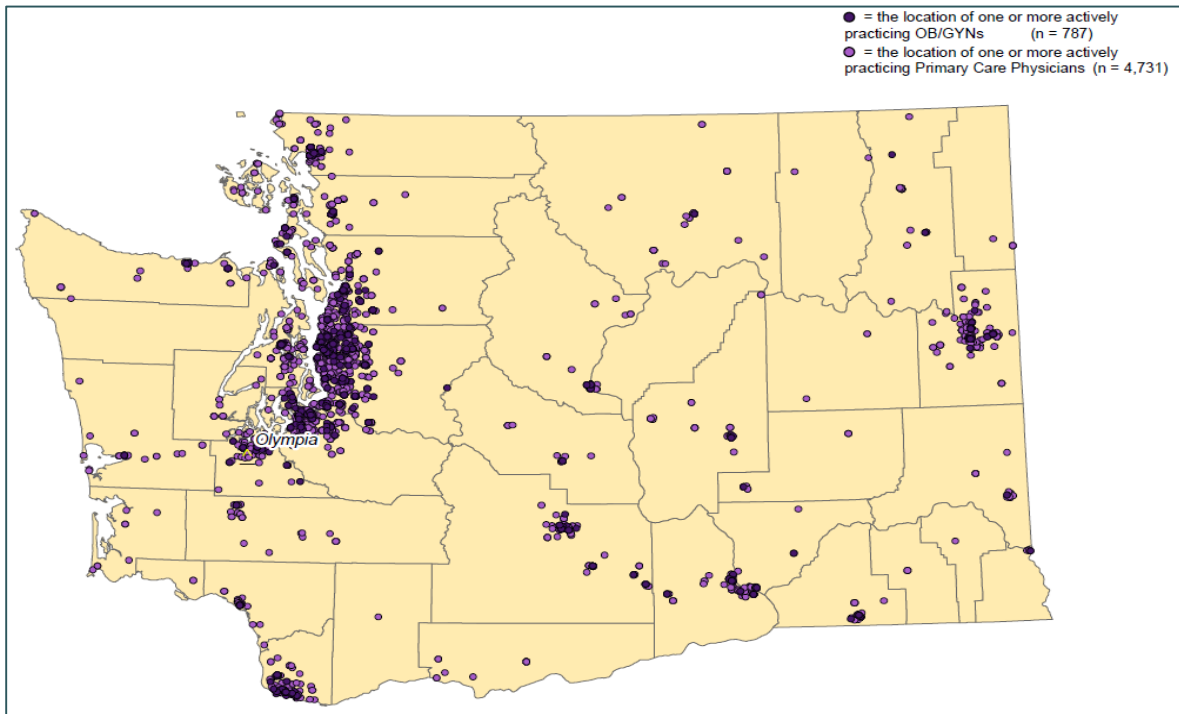 = the location of one or more actively
practicing OB/GYNs (n = 787)
= the location of one or more actively
practicing Primary Care Physicians (n = 4,731)
Olympia